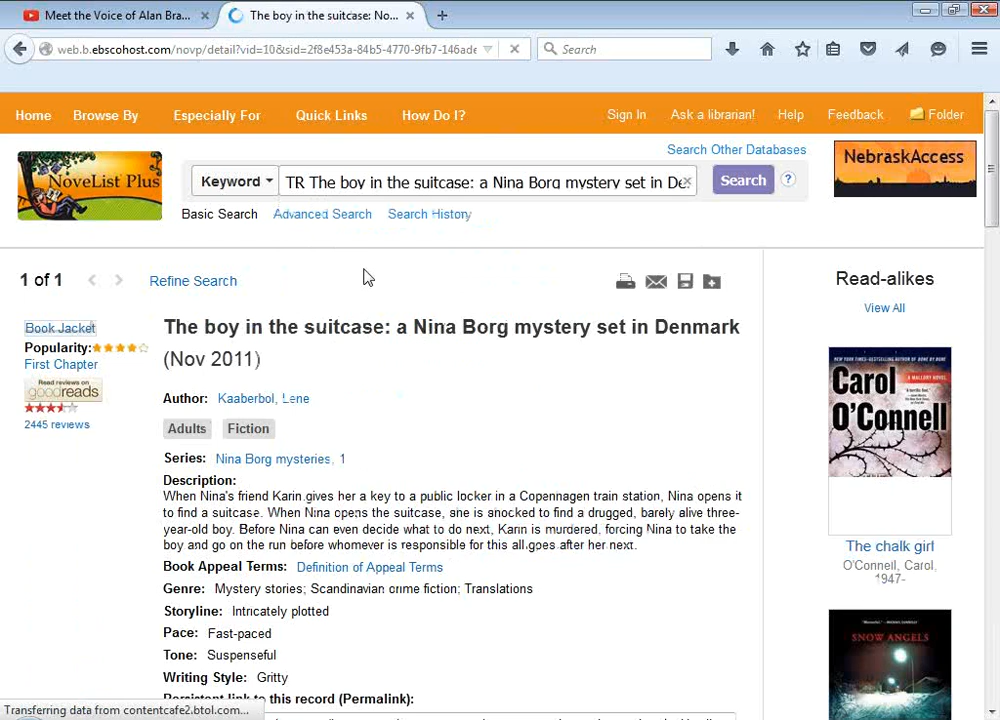 Meet the Voice of Alan Bra...
The boy in the suitcase: No...
web.b.ebscohost.com/novp/detail?vid=10&sid=2f8e453a-84b5-4770-9fb7-146ade
Search
Home Browse By Especially For Quick Links How Do I? Sign In Ask a librarian! Help Feedback Folder
Search Other Databases
NoveList Plus
Keyword TR The boy in the suitcase: a Nina Borg mystery set in De Search ?
NebraskAccess
Basic Search Advanced Search Search History
1 of 1 Refine Search
Book Jacket
Popularity:
First Chapter
Read reviews on
goodreads
2445 reviews
The boy in the suitcase: a Nina Borg mystery set in Denmark
(Nov 2011)
Author: Kaaberbol, Lene
Adults Fiction
Series: Nina Borg mysteries, 1
Description:
When Nina's friend Karin gives her a key to a public locker in a Copenhagen train station, Nina opens it
to find a suitcase. When Nina opens the suitcase, she is shocked to find a drugged, barely alive three-
year-old boy. Before Nina can even decide what to do next, Karin is murdered, forcing Nina to take the
boy and go on the run before whomever is responsible for this all goes after her next.
Book Appeal Terms: Definition of Appeal Terms
Genre: Mystery stories; Scandinavian crime fiction; Translations
Storyline: Intricately plotted
Pace: Fast-paced
Tone: Suspenseful
Writing Style: Gritty
Persistent link to this record (Permalink):
Read-alikes
View All
Carol
O'Connell
The chalk girl
O'Connell, Carol,
1947-
SNOW ANGELS
Transferring data from contentcafe2.btol.com...